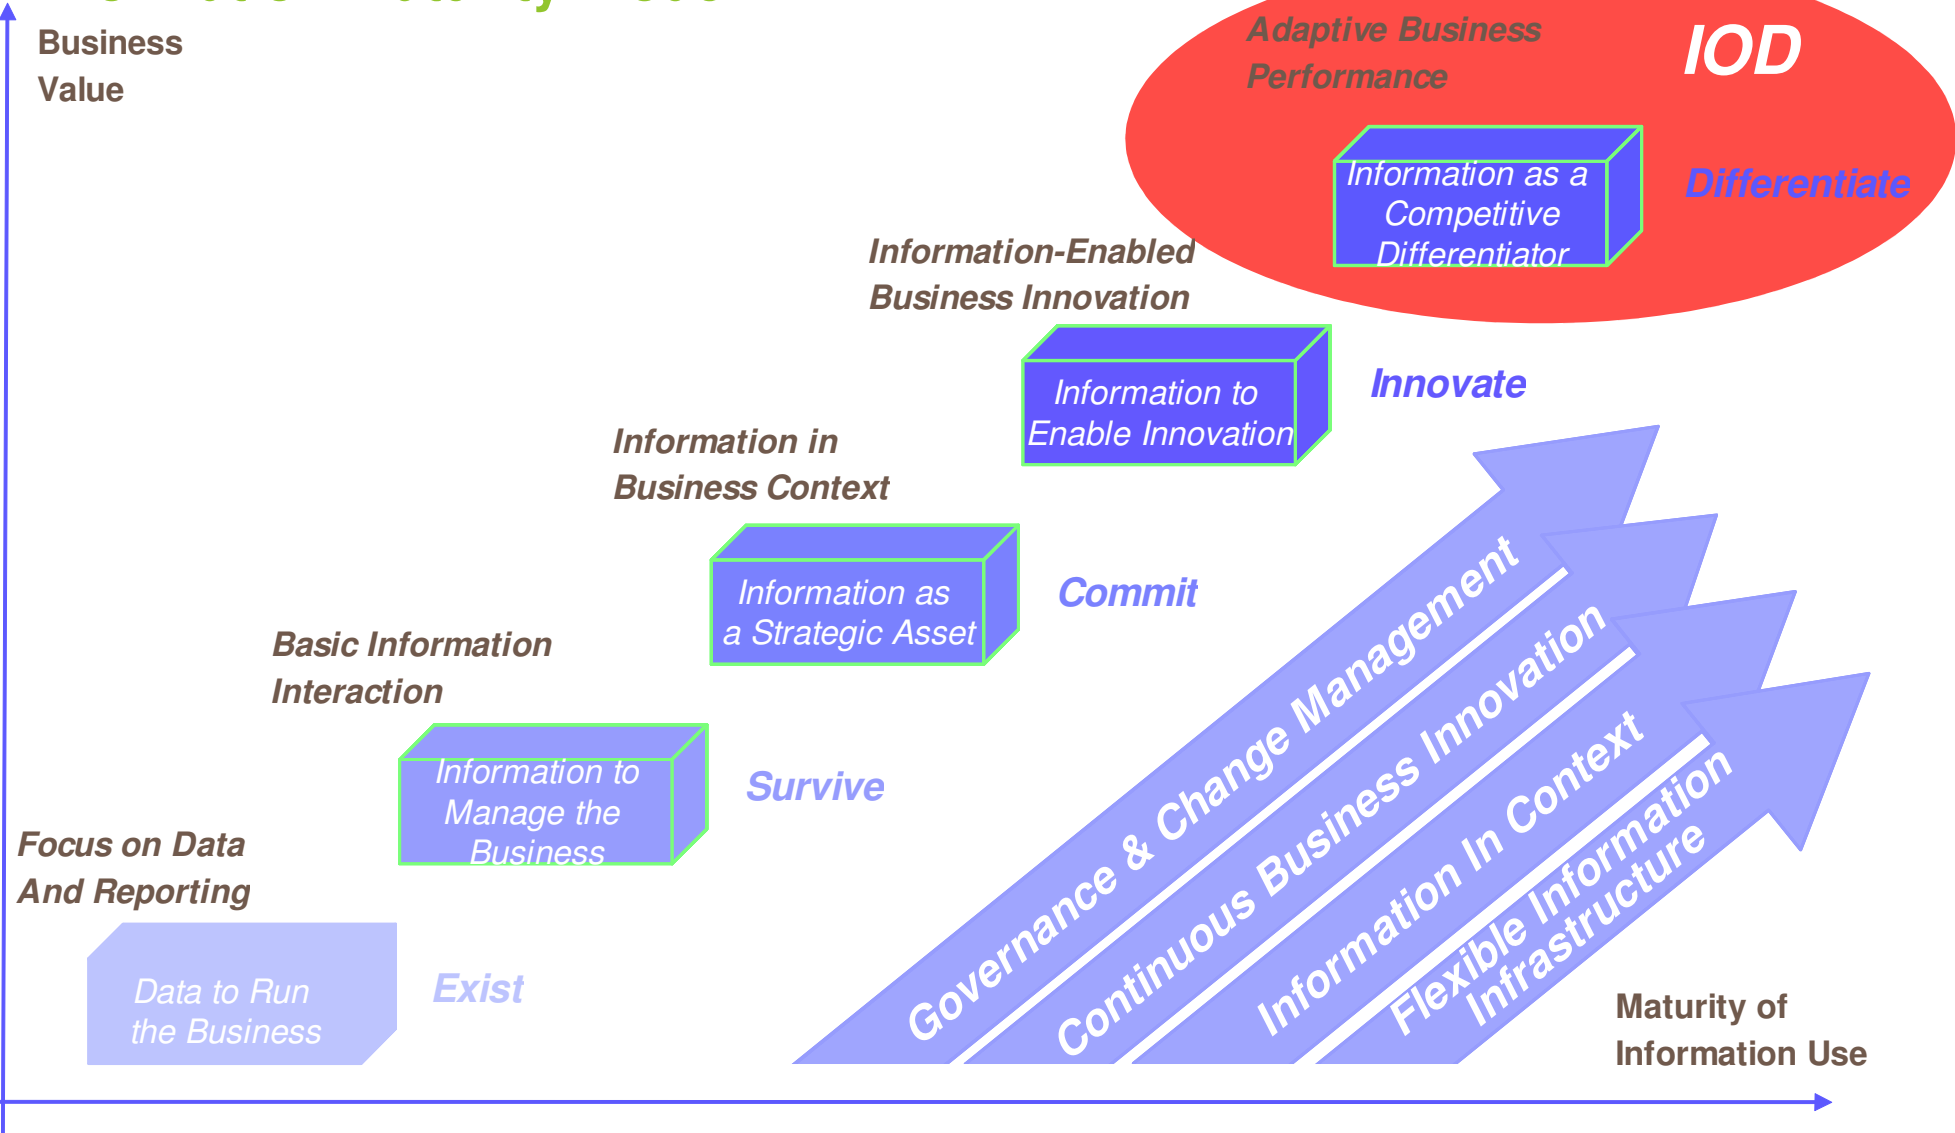 Business
Value
Adaptive Business
Performance
IOD
Information as a
Competitive
Differentiator
Differentiate
Information-Enabled
Business Innovation
Information to
Enable Innovation
Innovate
Information in
Business Context
Information as
a Strategic Asset
Commit
Basic Information
Interaction
Information to
Manage the
Business
Survive
Focus on Data
And Reporting
Data to Run
the Business
Exist
Governance & Change Management
Continuous Business Innovation
Information In Context
Flexible Information
Infrastructure
Maturity of
Information Use